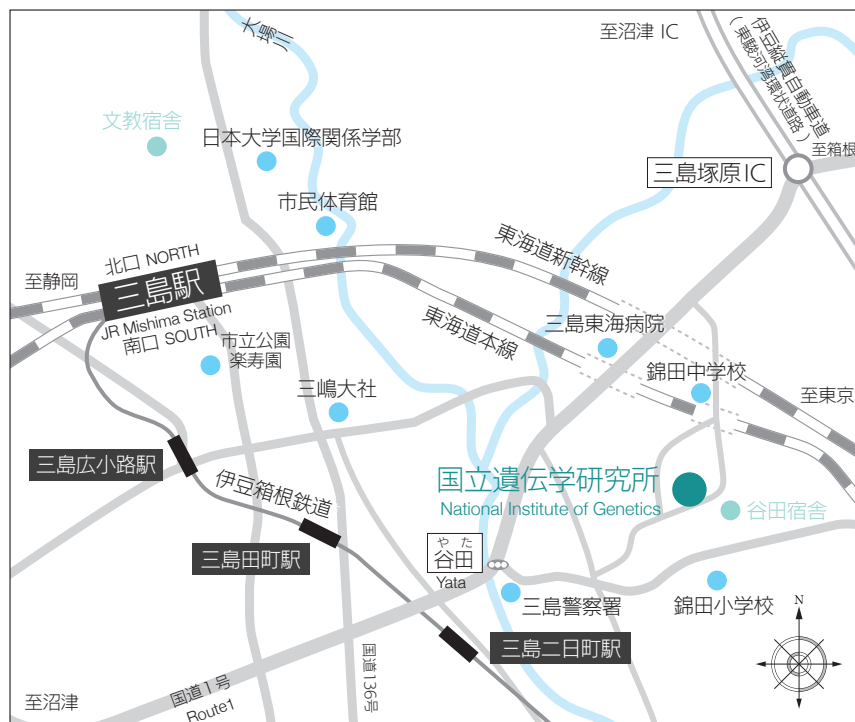 大場川
至沼津 IC
伊豆縦貫自動車道
(東駿河湾環状道路)
至箱根
文教宿舎
日本大学国際関係学部
三島塚原IC
市民体育館
北口 NORTH
東海道新幹線
至静岡
三島駅
JR Mishima Station
南口 SOUTH
市立公園
楽寿園
東海道本線
三島東海病院
錦田中学校
至東京
三嶋大社
三島広小路駅
伊豆箱根鉄道
国立遺伝学研究所
National Institute of Genetics
谷田宿舎
三島田町駅
やた
谷田
Yata
三島警察署
錦田小学校
N
三島二日町駅
国道136号
国道1号
Route1
至沼津